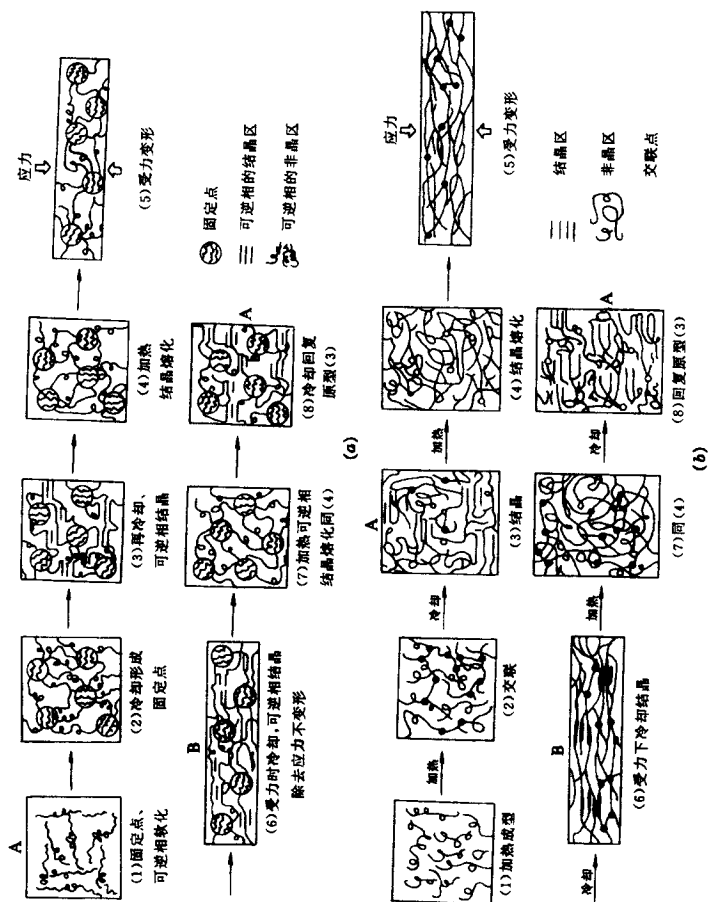 A
(1)固定点、
可逆相软化
(2)冷却形成
固定点
(3)再冷却、
可逆相结晶
(4)加热
结晶熔化
应力
(5)受力变形
B
(6)受力时冷却,可逆相结晶
除去应力不变形
(7)加热可逆相
结晶熔化同(4)
A
(8)冷却回复
原型(3)
固定点
可逆相的结晶区
可逆相的非晶区
(a)
(1)加热成型
加热
(2)交联
冷却
A
(3)结晶
加热
(4)结晶熔化
应力
(5)受力变形
冷却
B
(6)受力下冷却结晶
加热
(7)同(4)
冷却
A
(8)回复原型(3)
结晶区
非晶区
交联点
(b)